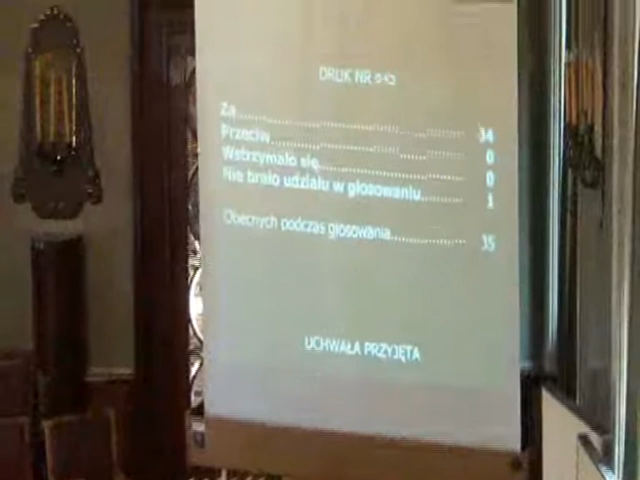 DRUK NR
Za 34
Przeciw 0
Wstrzymało się 0
Nie brało udziału w głosowaniu 1
Obecnych podczas głosowania 35
UCHWAŁA PRZYJĘTA